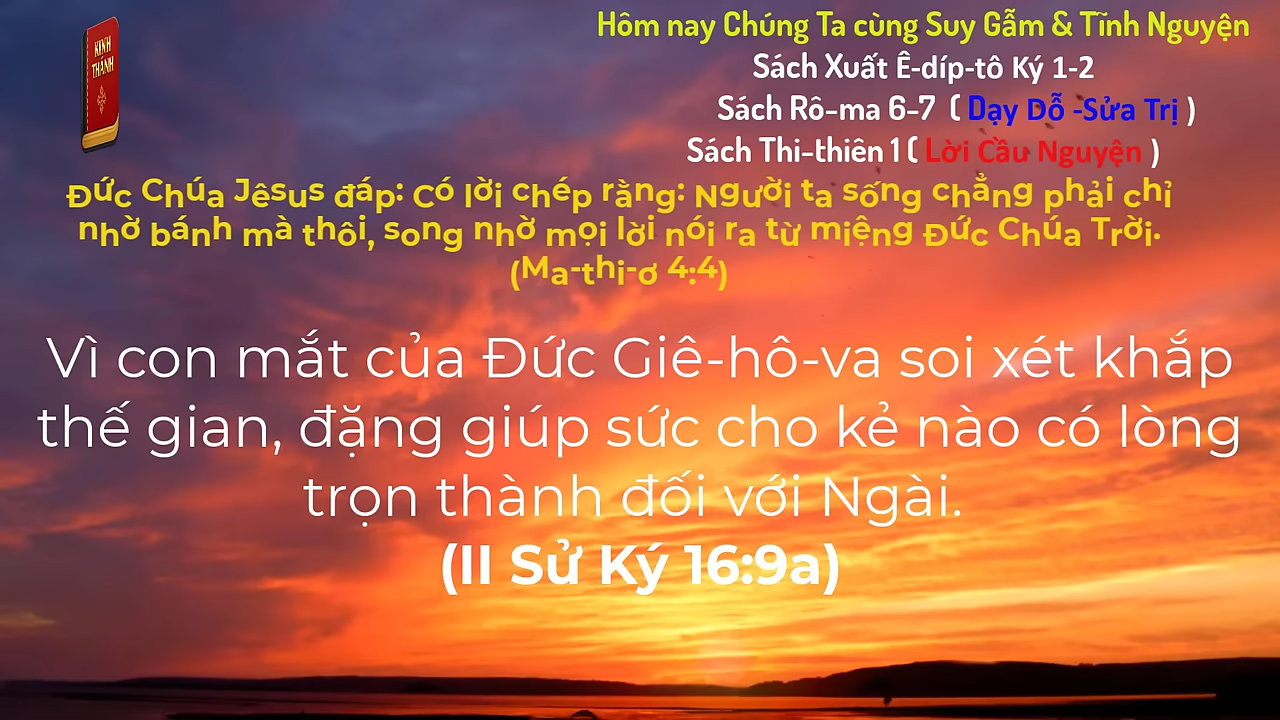 KINH
THÁNH
Hôm nay Chúng Ta cùng Suy Gẫm & Tĩnh Nguyện
Sách Xuất Ê-díp-tô Ký 1-2
Sách Rô-ma 6-7 ( Dạy Dỗ -Sửa Trị )
Sách Thi-thiên 1 ( Lời Cầu Nguyện )
Đức Chúa Jêsus đáp: Có lời chép rằng: Người ta sống chẳng phải chỉ
nhờ bánh mà thôi, song nhờ mọi lời nói ra từ miệng Đức Chúa Trời.
(Ma-thi-ơ 4:4)
Vì con mắt của Đức Giê-hô-va soi xét khắp
thế gian, đặng giúp sức cho kẻ nào có lòng
trọn thành đối với Ngài.
(II Sử Ký 16:9a)